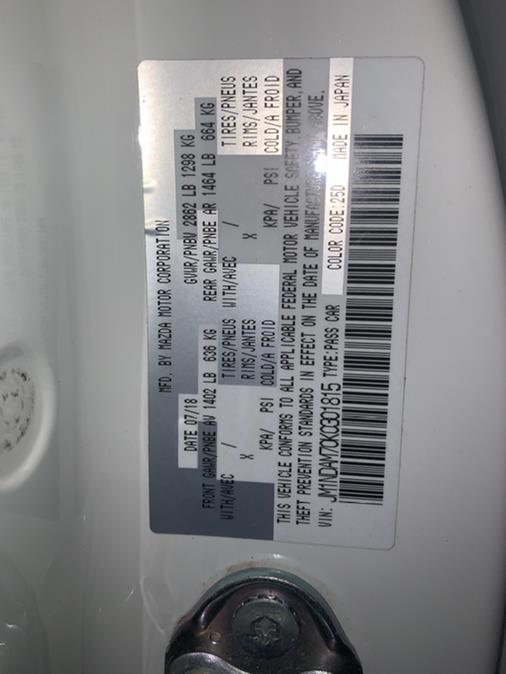 MFD. BY MAZDA MOTOR CORPORATION
DATE 07/18 GVWR/PNBV 2862 LB 1298 KG
FRONT GAWR/PNBE AV 1402 LB 636 KG REAR GAWR/PNBE AR 1464 LB 664 KG
WITH/AVEC / TIRES/PNEUS WITH/AVEC / TIRES/PNEUS
X RIMS/JANTES X RIMS/JANTES
KPA/ PSI COLD/A FROID KPA/ PSI COLD/A FROID
THIS VEHICLE CONFORMS TO ALL APPLICABLE FEDERAL MOTOR VEHICLE SAFETY, BUMPER, AND
THEFT PREVENTION STANDARDS IN EFFECT ON THE DATE OF MANUFACTURE ABOVE.
COLOR CODE:25D MADE IN JAPAN
VIN: JM1NDAM70K0301815 TYPE:PASS CAR